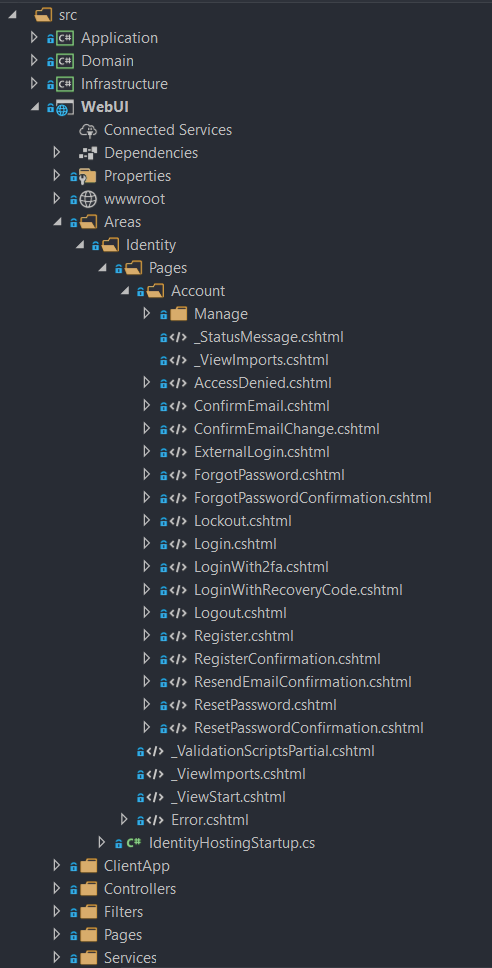 src
C# Application
C# Domain
C# Infrastructure
WebUI
Connected Services
Dependencies
Properties
wwwroot
Areas
Identity
Pages
Account
Manage
_StatusMessage.cshtml
_ViewImports.cshtml
AccessDenied.cshtml
ConfirmEmail.cshtml
ConfirmEmailChange.cshtml
ExternalLogin.cshtml
ForgotPassword.cshtml
ForgotPasswordConfirmation.cshtml
Lockout.cshtml
Login.cshtml
LoginWith2fa.cshtml
LoginWithRecoveryCode.cshtml
Logout.cshtml
Register.cshtml
RegisterConfirmation.cshtml
ResendEmailConfirmation.cshtml
ResetPassword.cshtml
ResetPasswordConfirmation.cshtml
_ValidationScriptsPartial.cshtml
_ViewImports.cshtml
_ViewStart.cshtml
Error.cshtml
C# IdentityHostingStartup.cs
ClientApp
Controllers
Filters
Pages
Services